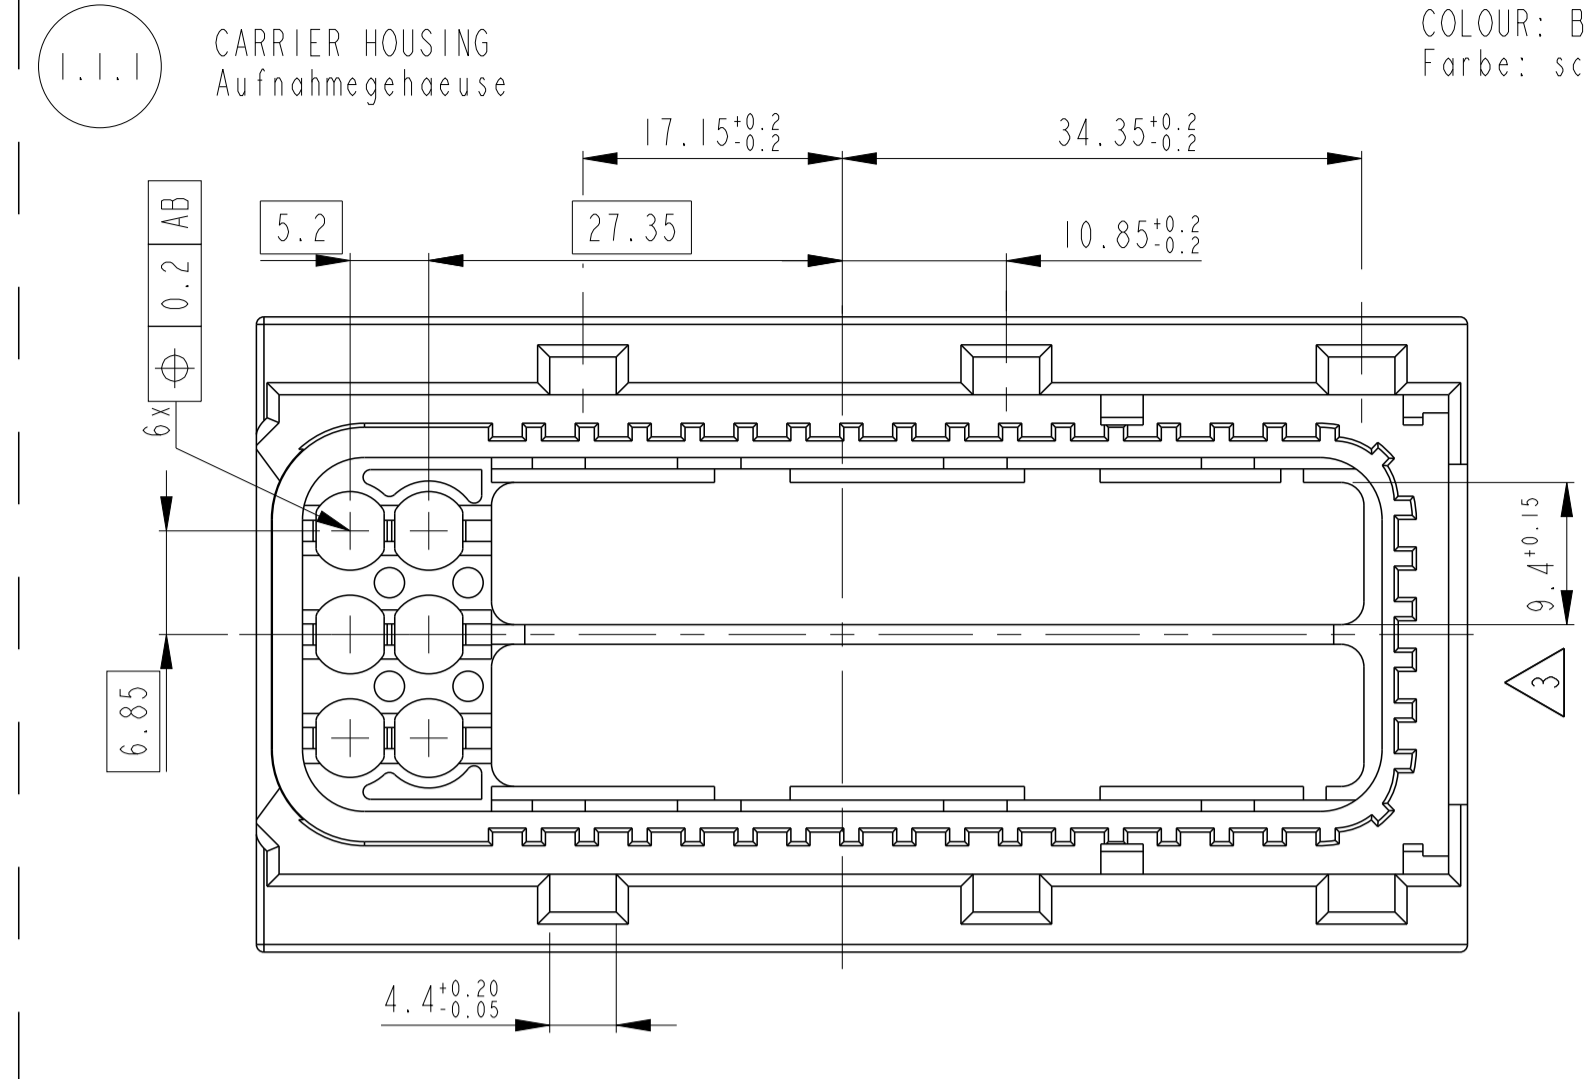 1.1.1
CARRIER HOUSING
Aufnahmegehaeuse
COLOUR: B
Farbe: sc
17.15 +0.2 -0.2
34.35 +0.2 -0.2
5.2
27.35
10.85 +0.2 -0.2
6x ⌖ 0.2 AB
9.4 +0.15
6.85
3
4.4 +0.20 -0.05